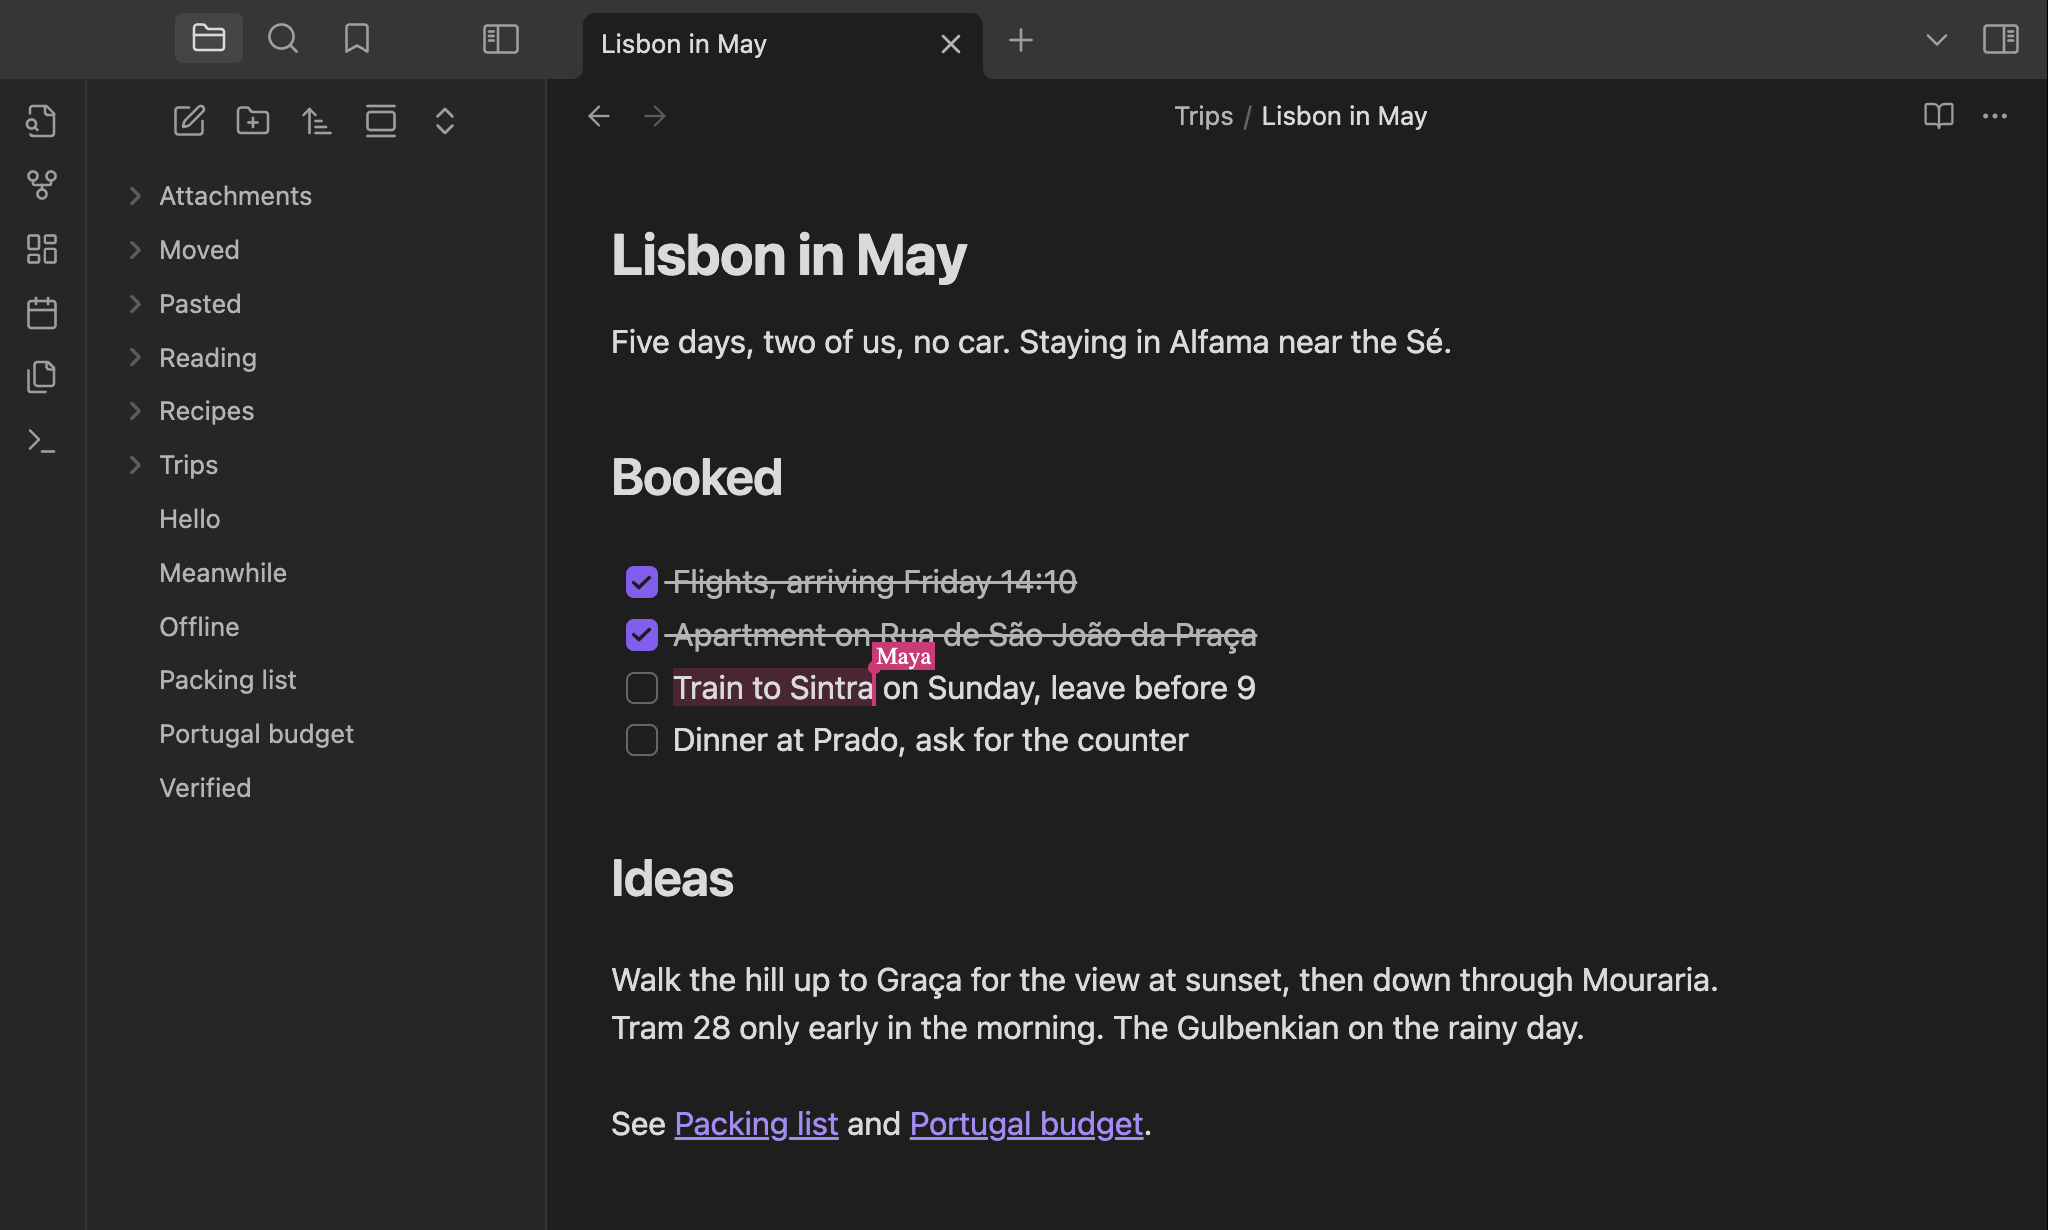 Lisbon in May
Trips / Lisbon in May
Attachments
Moved
Pasted
Reading
Recipes
Trips
Hello
Meanwhile
Offline
Packing list
Portugal budget
Verified
Lisbon in May
Five days, two of us, no car. Staying in Alfama near the Sé.
Booked
Flights, arriving Friday 14:10
Apartment on Rua de São João da Praça
Maya
Train to Sintra on Sunday, leave before 9
Dinner at Prado, ask for the counter
Ideas
Walk the hill up to Graça for the view at sunset, then down through Mouraria.
Tram 28 only early in the morning. The Gulbenkian on the rainy day.
See Packing list and Portugal budget.